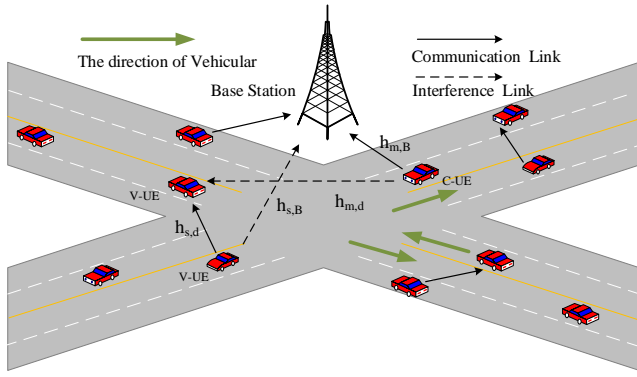 The direction of Vehicular
Communication Link
Base Station
Interference Link
h_{m,B}
V-UE
C-UE
h_{s,B}
h_{m,d}
h_{s,d}
V-UE